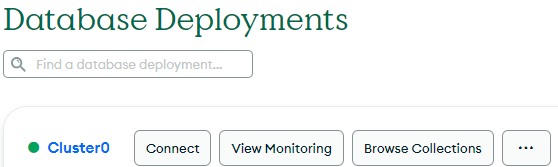 Database Deployments
Find a database deployment...
Cluster0 Connect View Monitoring Browse Collections ...